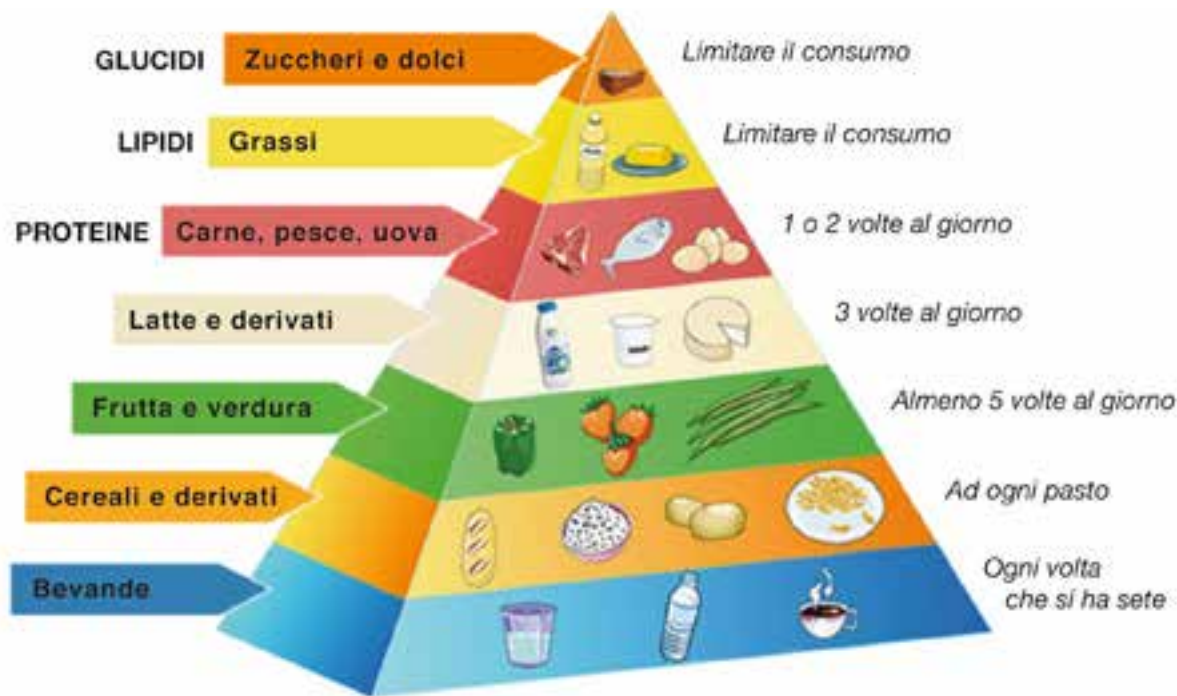 GLUCIDI Zuccheri e dolci Limitare il consumo
LIPIDI Grassi Limitare il consumo
PROTEINE Carne, pesce, uova 1 o 2 volte al giorno
Latte e derivati 3 volte al giorno
Frutta e verdura Almeno 5 volte al giorno
Cereali e derivati Ad ogni pasto
Bevande Ogni volta
che si ha sete